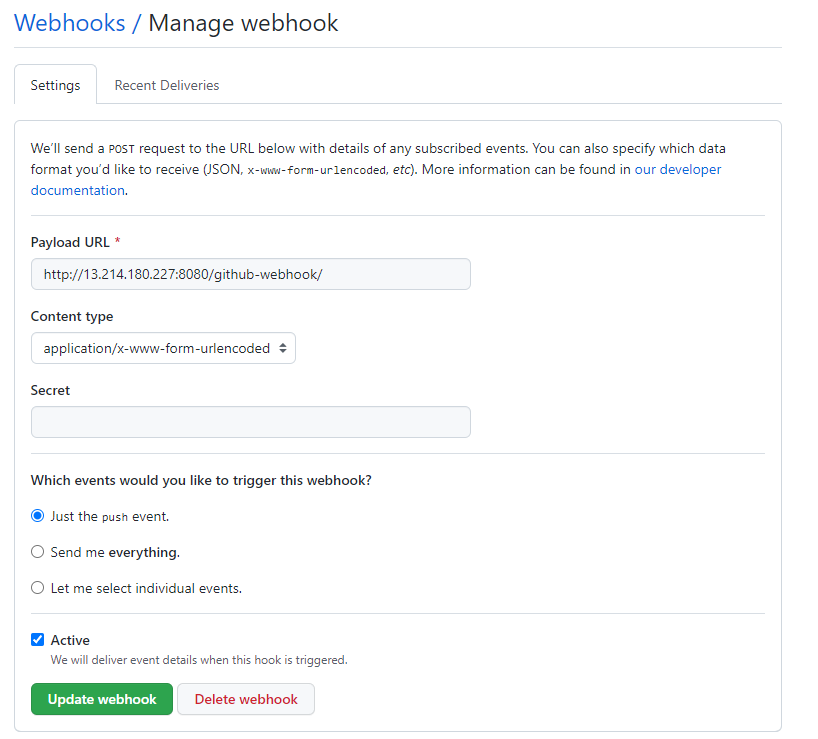 Webhooks / Manage webhook
Settings
Recent Deliveries
We'll send a POST request to the URL below with details of any subscribed events. You can also specify which data
format you'd like to receive (JSON, x-www-form-urlencoded, etc). More information can be found in our developer
documentation.
Payload URL *
http://13.214.180.227:8080/github-webhook/
Content type
application/x-www-form-urlencoded
Secret
Which events would you like to trigger this webhook?
Just the push event.
Send me everything.
Let me select individual events.
Active
We will deliver event details when this hook is triggered.
Update webhook
Delete webhook